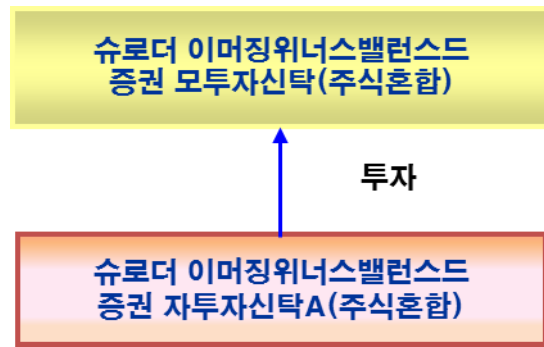 슈로더 이머징위너스밸런스드
증권 모투자신탁(주식혼합)
투자
슈로더 이머징위너스밸런스드
증권 자투자신탁A(주식혼합)